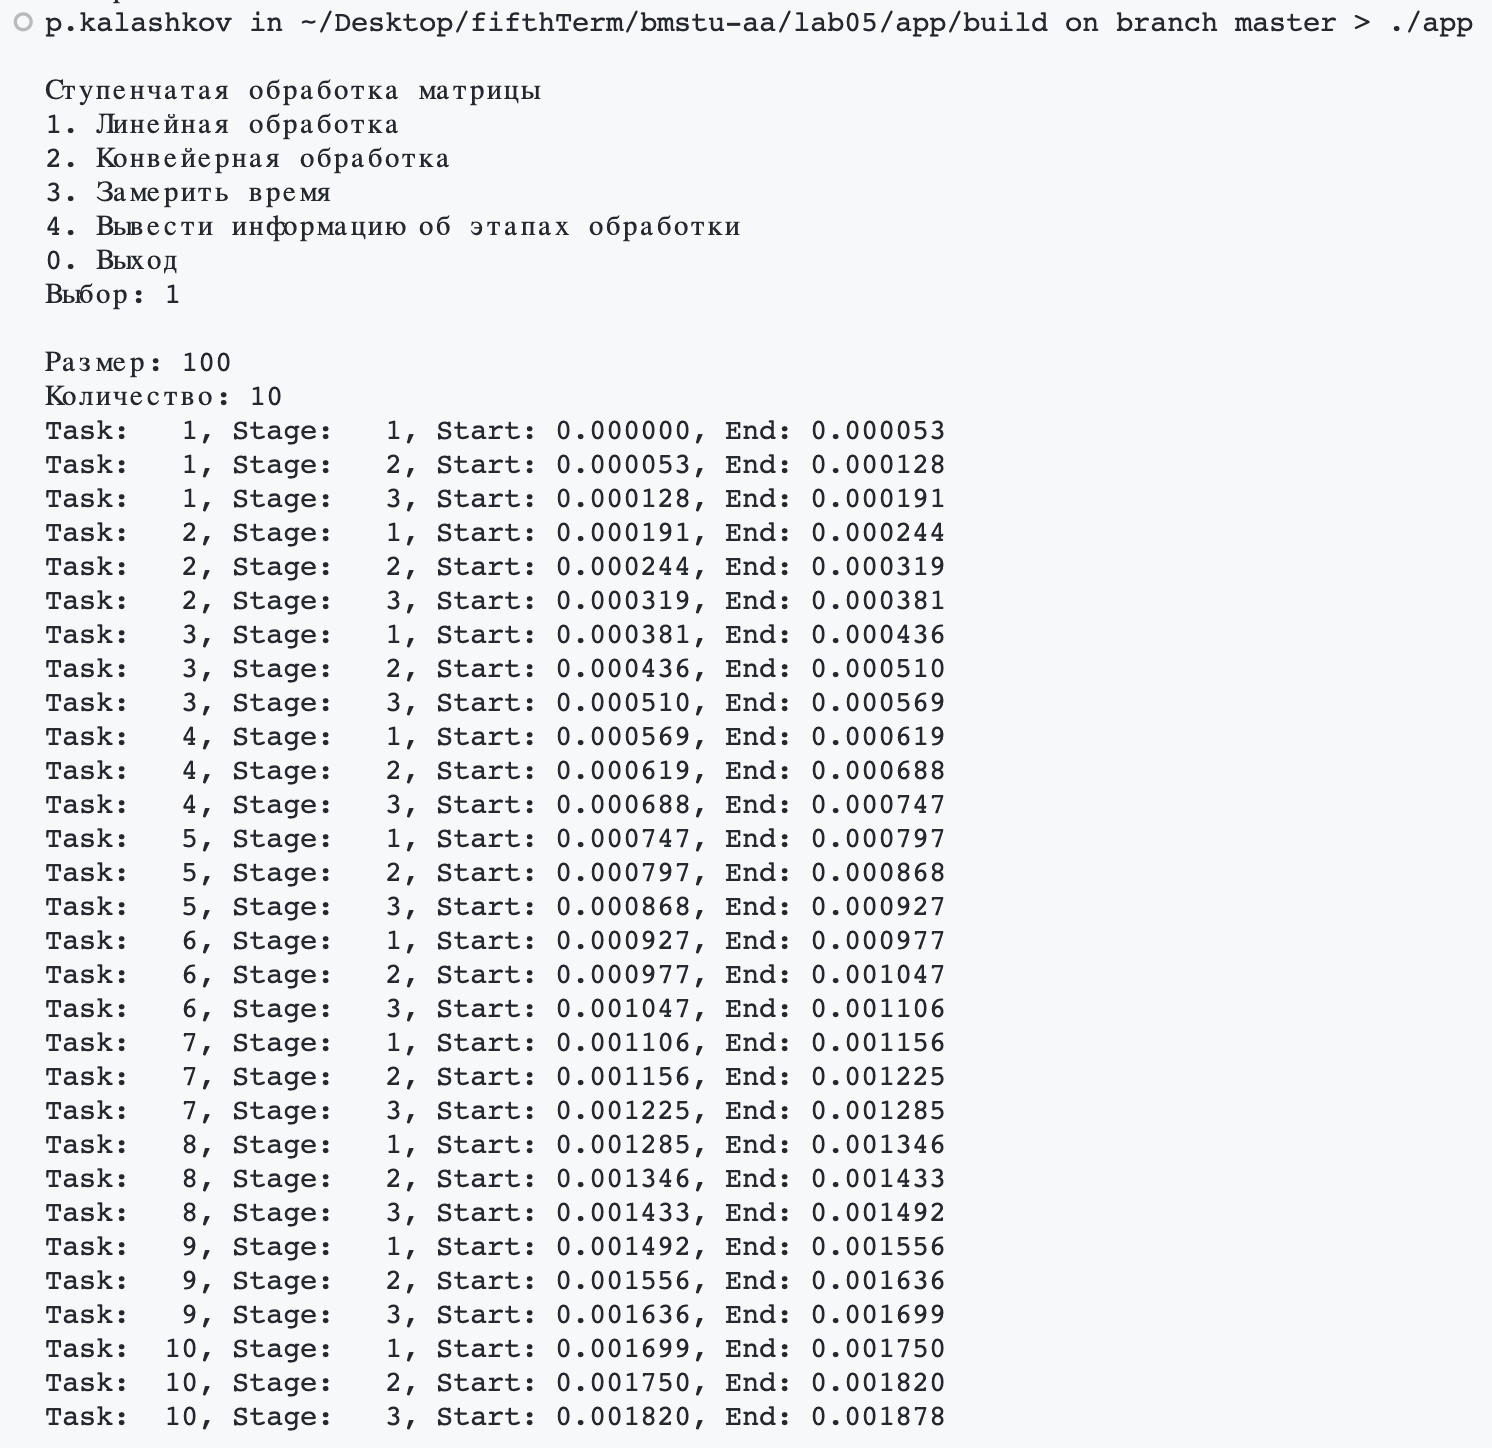 p.kalashkov in ~/Desktop/fifthTerm/bmstu-aa/lab05/app/build on branch master > ./app
Ступенчатая обработка матрицы
1. Линейная обработка
2. Конвейерная обработка
3. Замерить время
4. Вывести информацию об этапах обработки
0. Выход
Выбор: 1
Размер: 100
Количество: 10
Task:   1, Stage:   1, Start: 0.000000, End: 0.000053
Task:   1, Stage:   2, Start: 0.000053, End: 0.000128
Task:   1, Stage:   3, Start: 0.000128, End: 0.000191
Task:   2, Stage:   1, Start: 0.000191, End: 0.000244
Task:   2, Stage:   2, Start: 0.000244, End: 0.000319
Task:   2, Stage:   3, Start: 0.000319, End: 0.000381
Task:   3, Stage:   1, Start: 0.000381, End: 0.000436
Task:   3, Stage:   2, Start: 0.000436, End: 0.000510
Task:   3, Stage:   3, Start: 0.000510, End: 0.000569
Task:   4, Stage:   1, Start: 0.000569, End: 0.000619
Task:   4, Stage:   2, Start: 0.000619, End: 0.000688
Task:   4, Stage:   3, Start: 0.000688, End: 0.000747
Task:   5, Stage:   1, Start: 0.000747, End: 0.000797
Task:   5, Stage:   2, Start: 0.000797, End: 0.000868
Task:   5, Stage:   3, Start: 0.000868, End: 0.000927
Task:   6, Stage:   1, Start: 0.000927, End: 0.000977
Task:   6, Stage:   2, Start: 0.000977, End: 0.001047
Task:   6, Stage:   3, Start: 0.001047, End: 0.001106
Task:   7, Stage:   1, Start: 0.001106, End: 0.001156
Task:   7, Stage:   2, Start: 0.001156, End: 0.001225
Task:   7, Stage:   3, Start: 0.001225, End: 0.001285
Task:   8, Stage:   1, Start: 0.001285, End: 0.001346
Task:   8, Stage:   2, Start: 0.001346, End: 0.001433
Task:   8, Stage:   3, Start: 0.001433, End: 0.001492
Task:   9, Stage:   1, Start: 0.001492, End: 0.001556
Task:   9, Stage:   2, Start: 0.001556, End: 0.001636
Task:   9, Stage:   3, Start: 0.001636, End: 0.001699
Task:  10, Stage:   1, Start: 0.001699, End: 0.001750
Task:  10, Stage:   2, Start: 0.001750, End: 0.001820
Task:  10, Stage:   3, Start: 0.001820, End: 0.001878